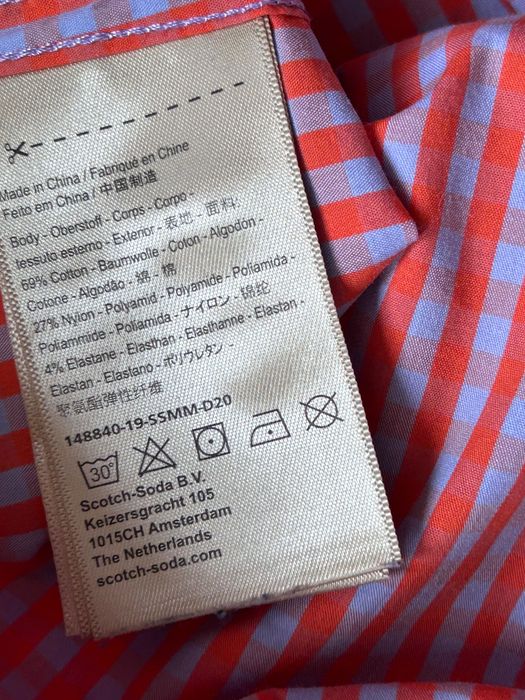 Made in China / Fabriqué en Chine
Feito em China / 中国制造
Body - Oberstoff - Corps - Corpo -
tessuto esterno - Exterior - 表地 - 面料:
69% Cotton - Baumwolle - Coton - Algodón -
Cotone - Algodão - 綿 - 棉
27% Nylon - Polyamid - Polyamide - Poliamida -
Poliammide - Poliamida - ナイロン - 锦纶
4% Elastane - Elasthan - Elasthanne - Elastan -
Elastan - Elastano - ポリウレタン -
聚氨酯弹性纤维
148840-19-SSMM-D20
30°
Scotch-Soda B.V.
Keizersgracht 105
1015CH Amsterdam
The Netherlands
scotch-soda.com